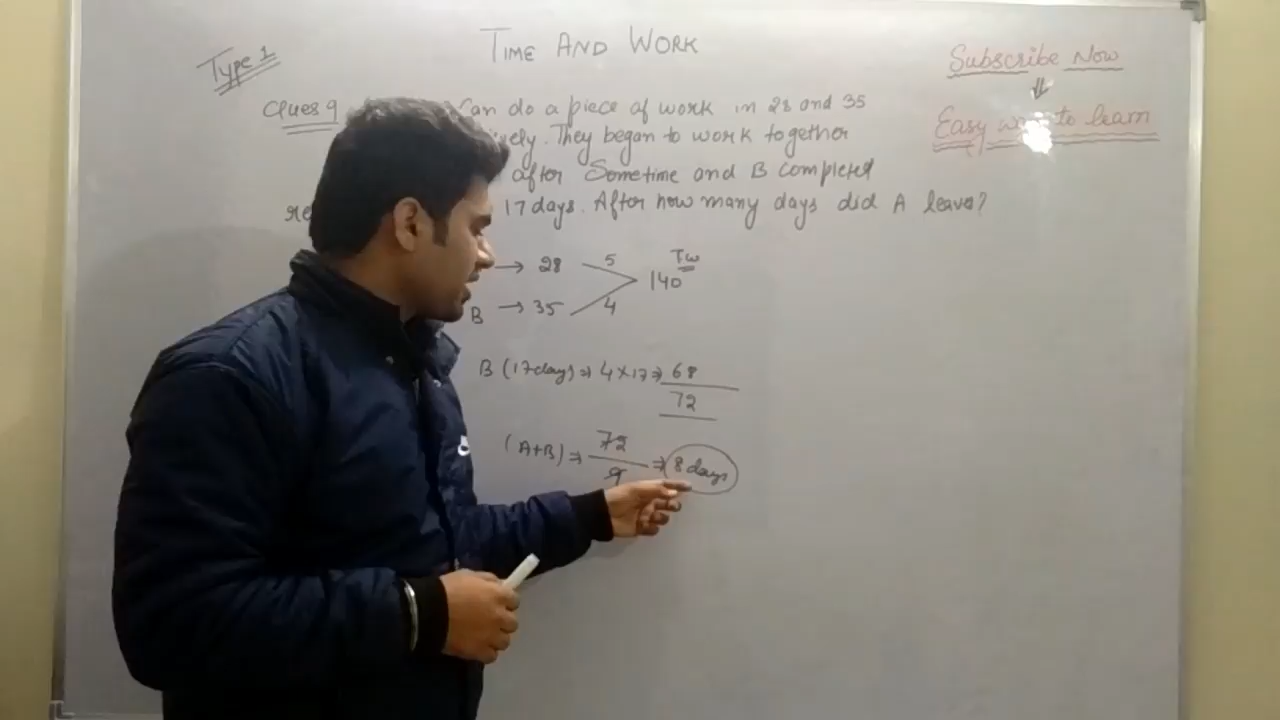 TIME AND WORK
Type 1
Subscribe Now
Easy way to learn
Ques 9 Can do a piece of work in 28 and 35
They began to work together
after Sometime and B completed
17 days. After how many days did A leave?
→ 28 5 140 TW
B → 35 4
B (17 days) ⇒ 4 × 17 ⇒ 68
72
(A+B) ⇒ 72/9 ⇒ 8 days